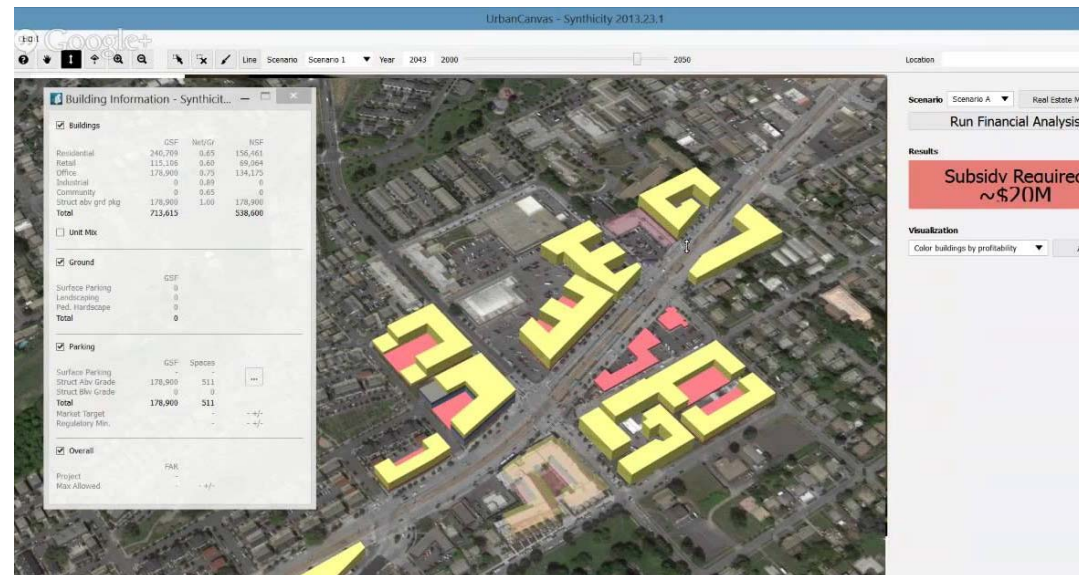 UrbanCanvas - Synthicity 2013.23.1
Google+
Line Scenario Scenario 1 Year 2043 2000 2050 Location
Building Information - Synthicit...
Buildings
GSF Net/Gr NSF
Residential 240,709 0.65 156,461
Retail 115,106 0.60 69,064
Office 178,900 0.75 134,175
Industrial 0 0.89 0
Community 0 0.65 0
Struct abv grd pkg 178,900 1.00 178,900
Total 713,615 538,600
Unit Mix
Ground
GSF
Surface Parking 0
Landscaping 0
Ped. Hardscape 0
Total 0
Parking
GSF Spaces
Surface Parking - -
Struct Abv Grade 178,900 511
...
Struct Blw Grade 0 0
Total 178,900 511
Market Target - - +/-
Regulatory Min. - - +/-
Overall
FAR
Project -
Max Allowed - - +/-
Scenario Scenario A Real Estate M
Run Financial Analysis
Results
Subsidy Required
~$20M
Visualization
Color buildings by profitability